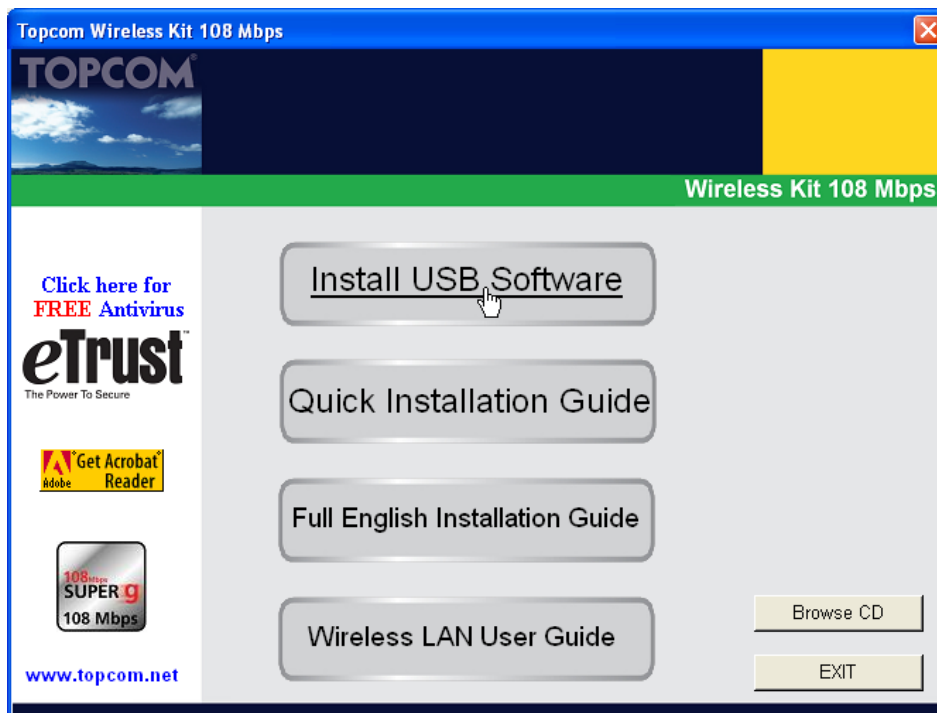 Topcom Wireless Kit 108 Mbps
TOPCOM®
Wireless Kit 108 Mbps
Click here for
FREE Antivirus
eTrust™
The Power To Secure
Adobe
Get Acrobat®
Reader
108Mbps
SUPER g
108 Mbps
www.topcom.net
Install USB Software
Quick Installation Guide
Full English Installation Guide
Wireless LAN User Guide
Browse CD
EXIT